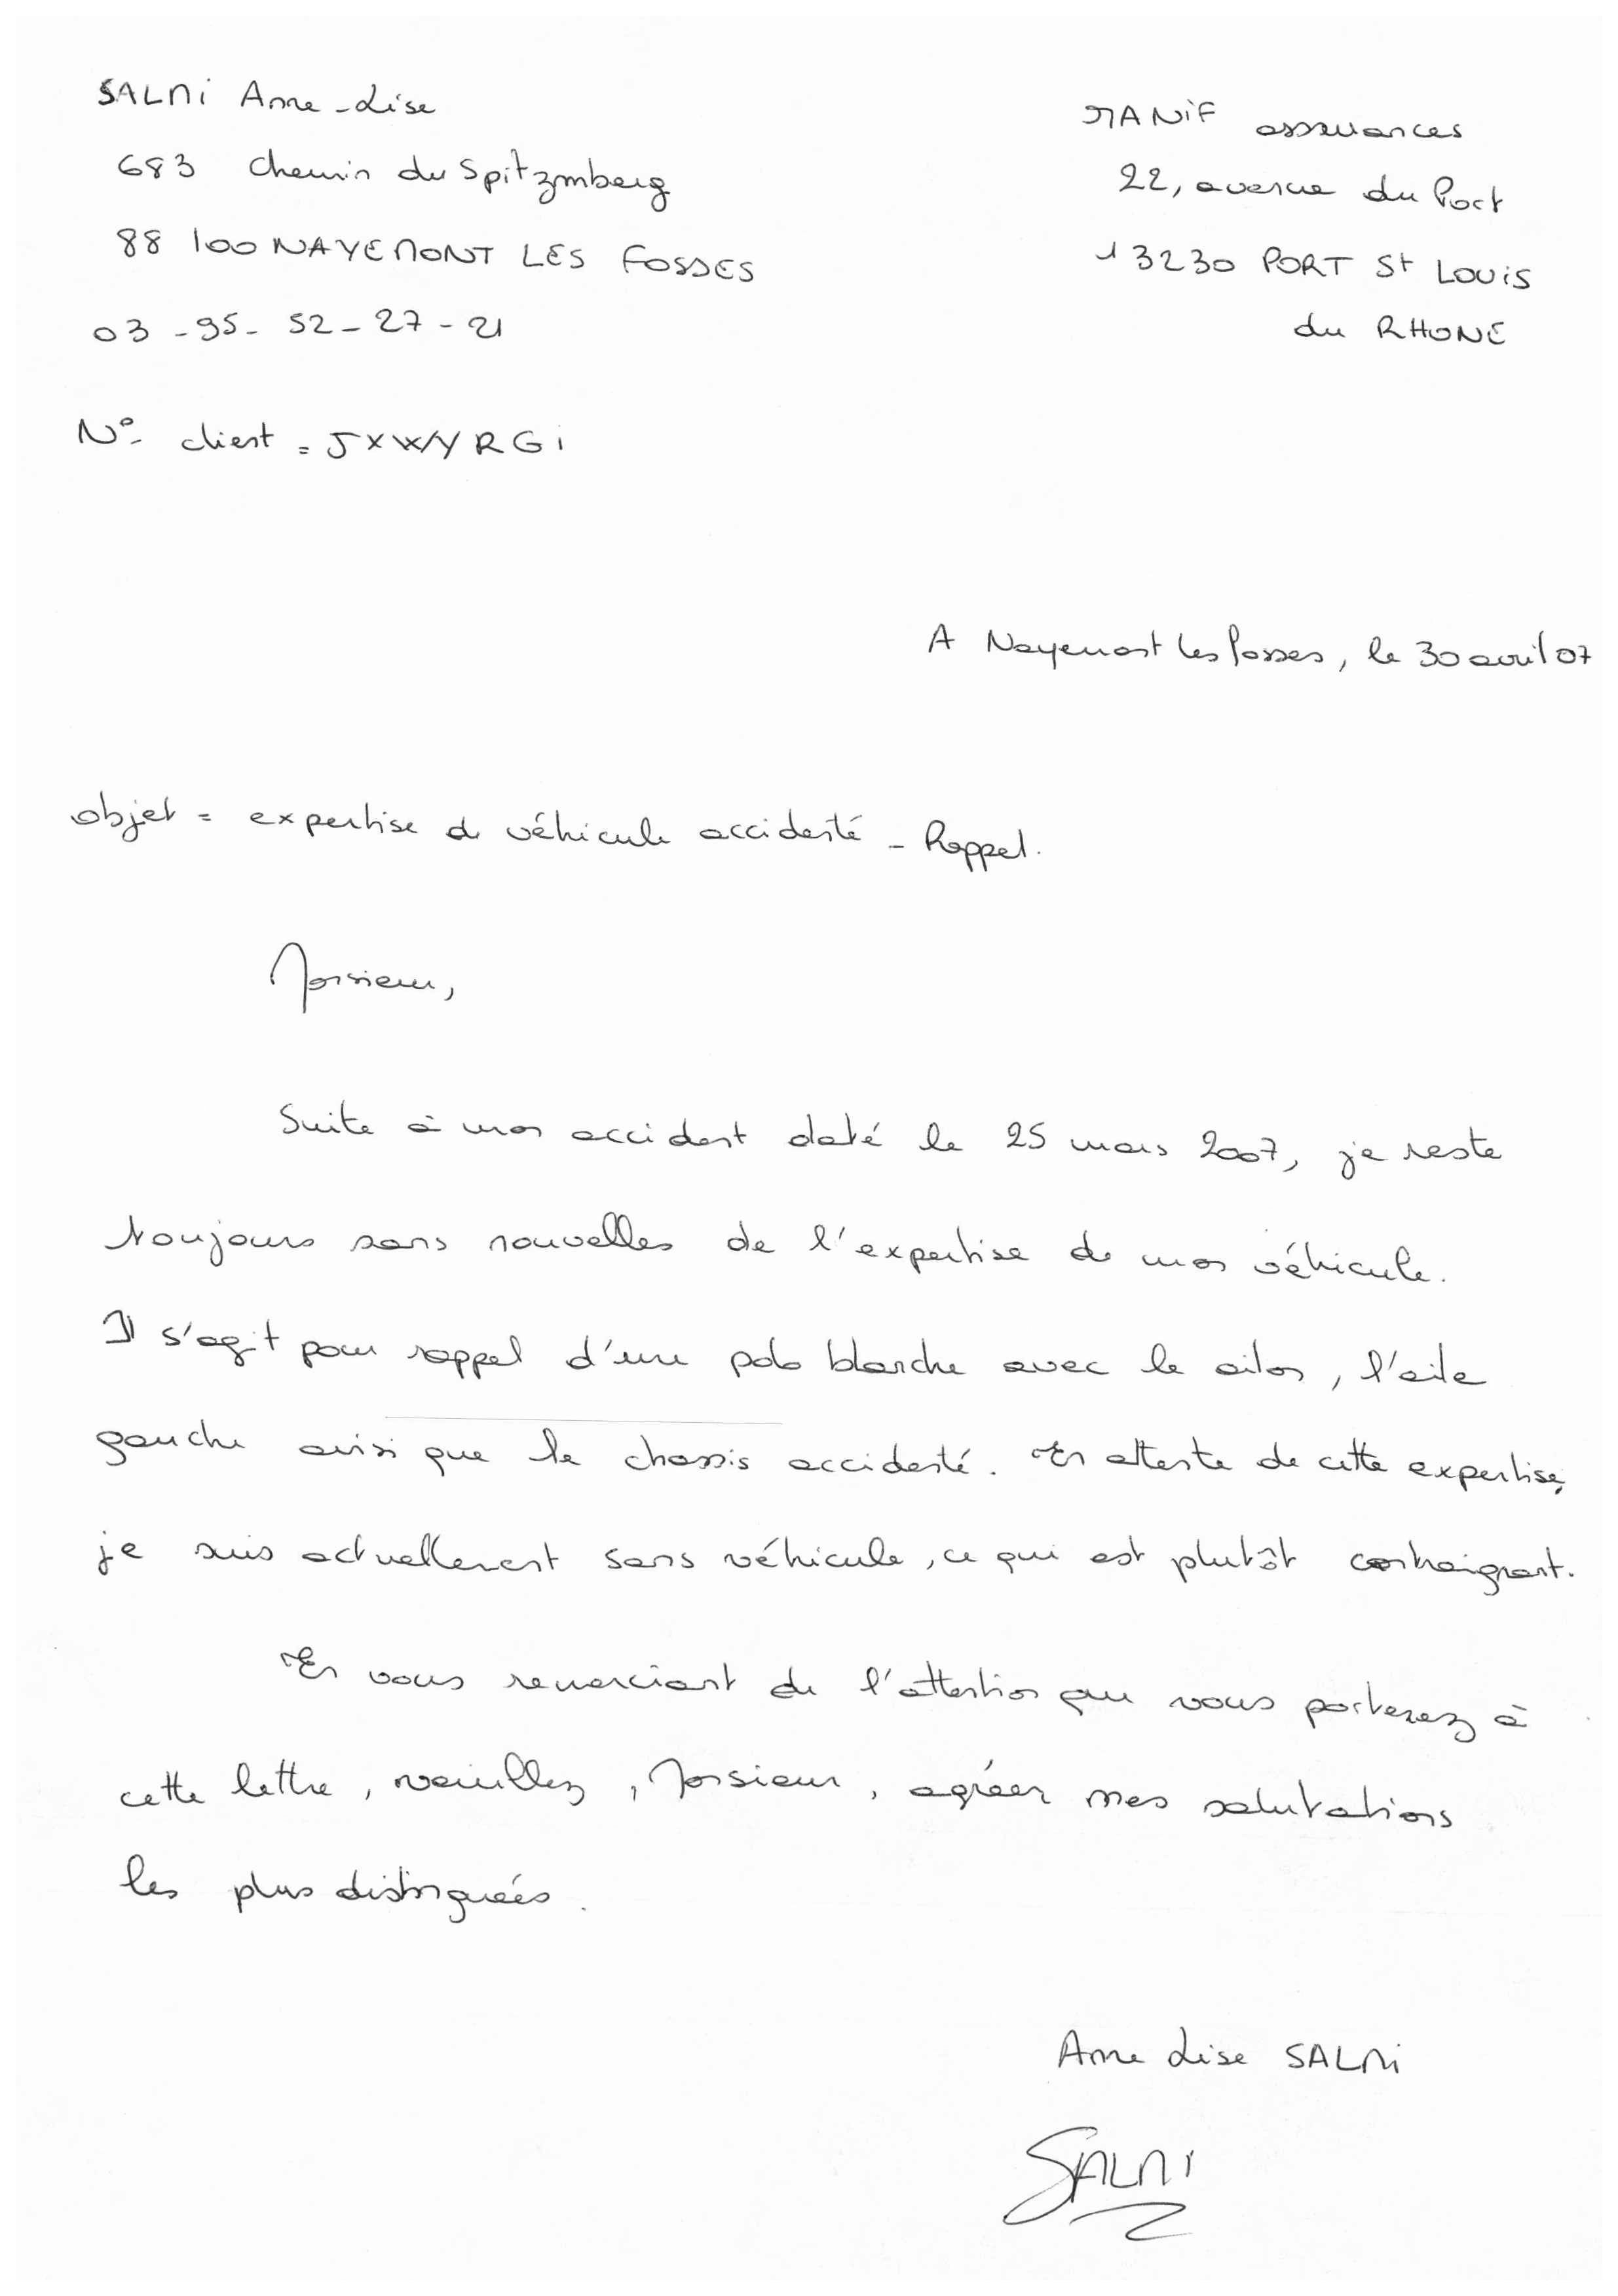 SALMI Anne-Lise
683 Chemin du Spitzmberg
88 100 NAYEMONT LES FOSSES
03-95-52-27-21
N° client = JXWYRGi
MANIF assurances
22, avenue du Port
13230 PORT St LOUIS
du RHONE
A Nayemont les fosses, le 30 avril 07
objet = expertise de véhicule accidenté - Rappel.
Monsieur,
Suite à mon accident daté le 25 mars 2007, je reste
toujours sans nouvelles de l'expertise de mon véhicule.
Il s'agit pour rappel d'une polo blanche avec le ailon, l'aile
gauche ainsi que le chassis accidenté. En attente de cette expertise,
je suis actuellement sans véhicule, ce qui est plutôt contraignant.
En vous remerciant de l'attention que vous porterez à
cette lettre, veuillez, Monsieur, agréer mes salutations
les plus distinguées.
Anne Lise SALMI
SALMI